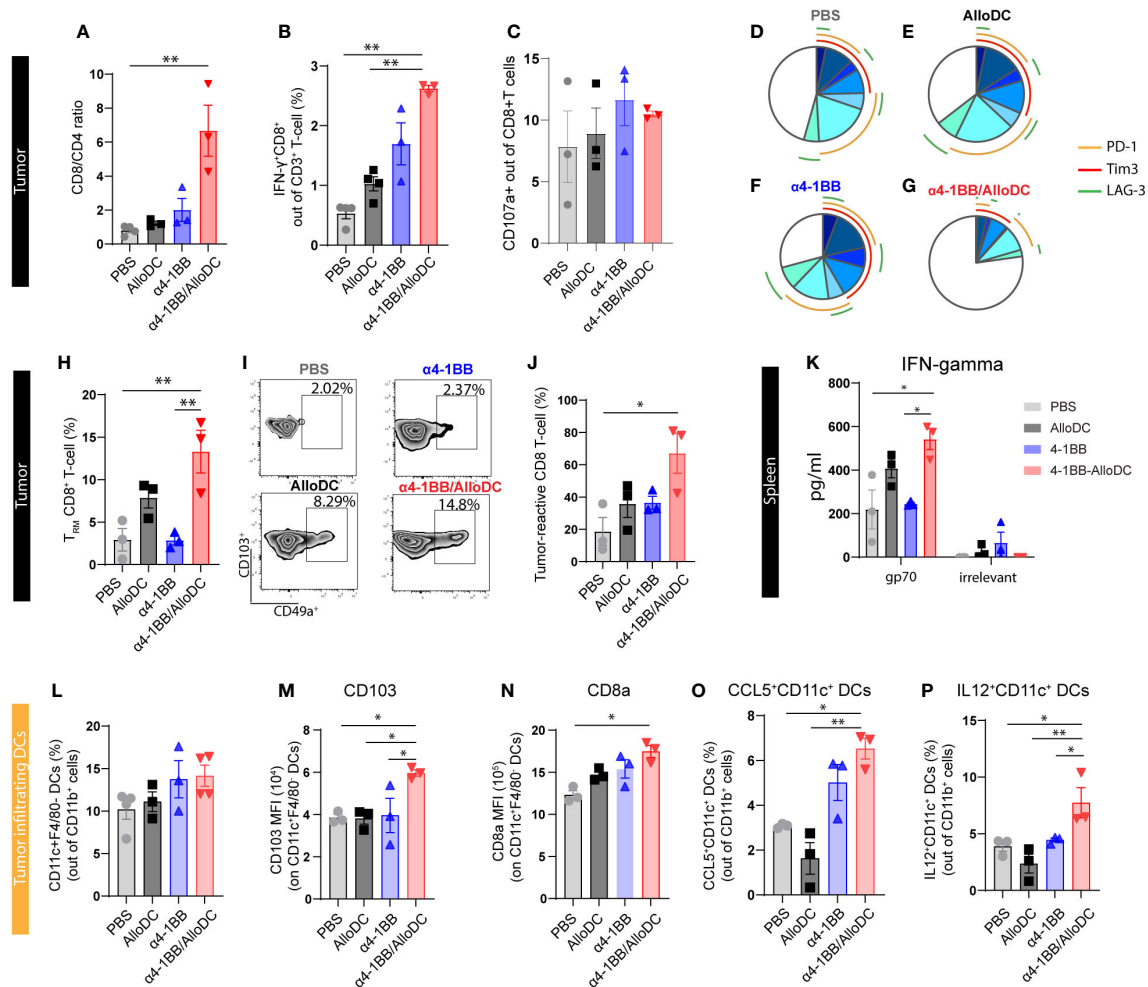 Tumor
A
CD8/CD4 ratio
10
8
6
4
2
0
**
PBS
AlloDC
α4-1BB
α4-1BB/AlloDC
B
IFN-γ⁺CD8⁺
out of CD3⁺ T-cell (%)
3
2
1
0
**
**
PBS
AlloDC
α4-1BB
α4-1BB/AlloDC
C
CD107a+ out of CD8+T cells
15
10
5
0
PBS
AlloDC
α4-1BB
α4-1BB/AlloDC
D
PBS
E
AlloDC
F
α4-1BB
G
α4-1BB/AlloDC
PD-1
Tim3
LAG-3
Tumor
H
T_RM CD8⁺ T-cell (%)
20
15
10
5
0
**
**
PBS
AlloDC
α4-1BB
α4-1BB/AlloDC
I
PBS
2.02%
α4-1BB
2.37%
AlloDC
8.29%
α4-1BB/AlloDC
14.8%
CD103⁺
CD49a⁺
J
Tumor-reactive CD8 T-cell (%)
100
80
60
40
20
0
*
PBS
AlloDC
α4-1BB
α4-1BB/AlloDC
Spleen
K
IFN-gamma
pg/ml
800
600
400
200
0
*
*
gp70
irrelevant
PBS
AlloDC
4-1BB
4-1BB-AlloDC
Tumor infiltrating DCs
L
CD11c+F4/80- DCs (%)
(out of CD11b⁺ cells)
20
15
10
5
0
PBS
AlloDC
α4-1BB
α4-1BB/AlloDC
M
CD103
CD103 MFI (10⁴)
(on CD11c⁺F4/80⁻ DCs)
8
6
4
2
0
*
*
*
PBS
AlloDC
α4-1BB
α4-1BB/AlloDC
N
CD8a
CD8a MFI (10⁵)
(on CD11c⁺F4/80⁻ DCs)
20
15
10
5
0
*
PBS
AlloDC
α4-1BB
α4-1BB/AlloDC
O
CCL5⁺CD11c⁺ DCs
CCL5⁺CD11c⁺ DCs (%)
(out of CD11b⁺ cells)
8
6
4
2
0
*
**
PBS
AlloDC
α4-1BB
α4-1BB/AlloDC
P
IL12⁺CD11c⁺ DCs
IL12⁺CD11c⁺ DCs (%)
(out of CD11b⁺ cells)
15
10
5
0
*
**
*
PBS
AlloDC
α4-1BB
α4-1BB/AlloDC